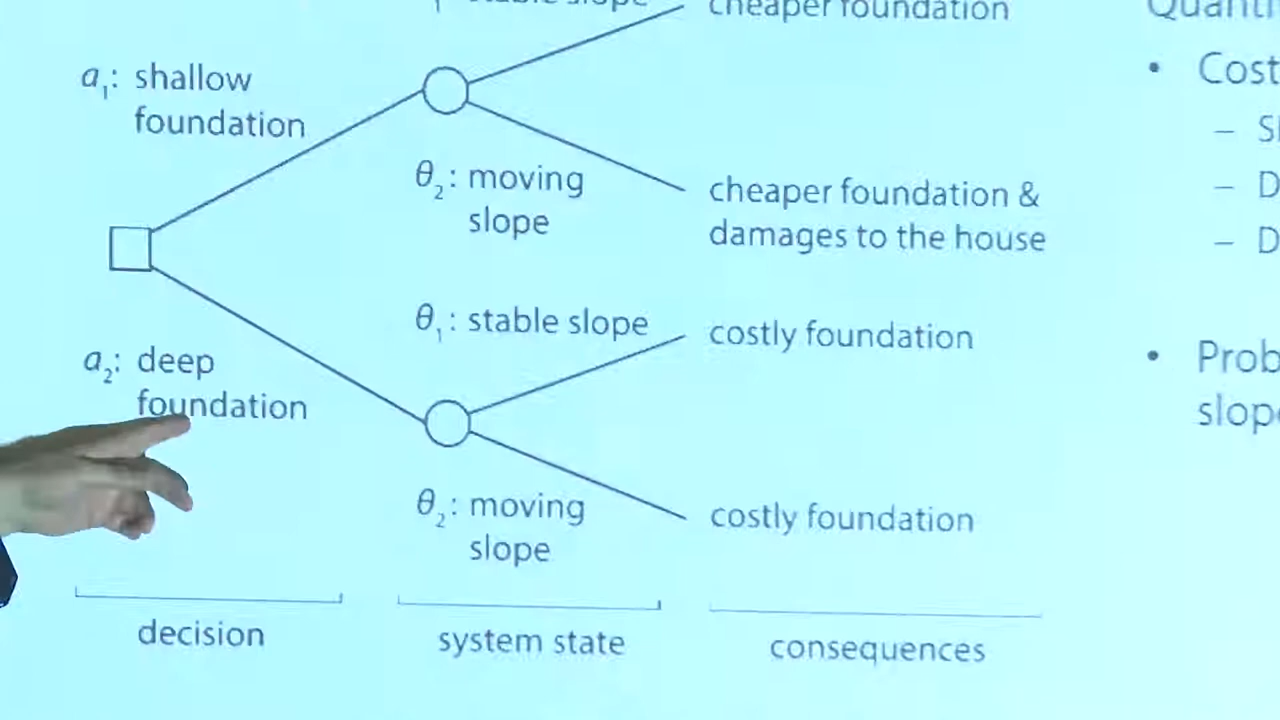 cheaper foundation
a₁: shallow
foundation
θ₂: moving
slope
cheaper foundation &
damages to the house
θ₁: stable slope
costly foundation
a₂: deep
foundation
θ₂: moving
slope
costly foundation
decision
system state
consequences
• Cost
–
– D
– D
• Prob
slope